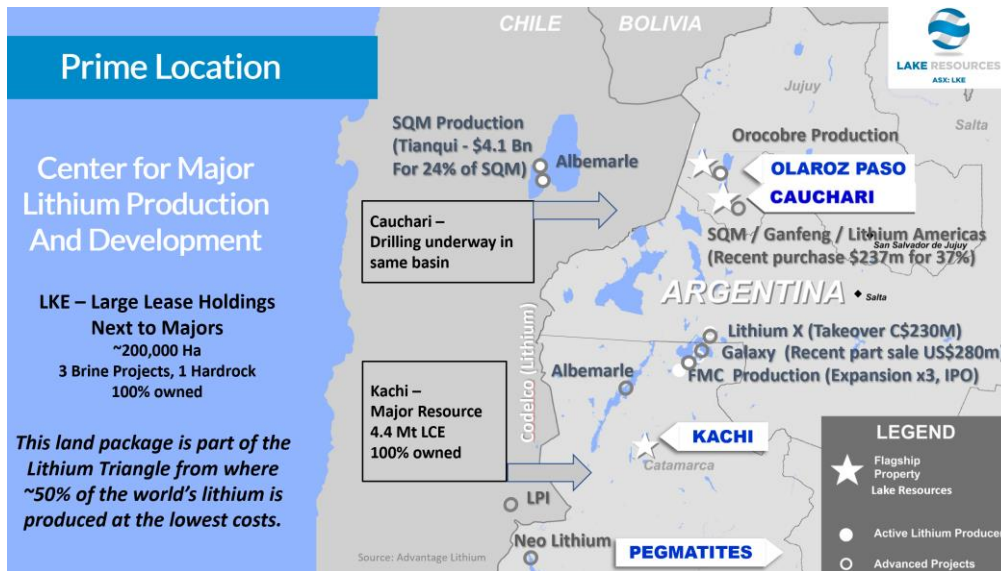 Prime Location
Center for Major
Lithium Production
And Development
LKE – Large Lease Holdings
Next to Majors
~200,000 Ha
3 Brine Projects, 1 Hardrock
100% owned
This land package is part of the
Lithium Triangle from where
~50% of the world's lithium is
produced at the lowest costs.
CHILE
BOLIVIA
LAKE RESOURCES
ASX: LKE
Jujuy
Salta
SQM Production
(Tianqui - $4.1 Bn
For 24% of SQM)
Albemarle
Orocobre Production
OLAROZ PASO
CAUCHARI
Cauchari –
Drilling underway in
same basin
SQM / Ganfeng / Lithium Americas
San Salvador de Jujuy
(Recent purchase $237m for 37%)
ARGENTINA
Salta
Codelco (Lithium)
Lithium X (Takeover C$230M)
Galaxy (Recent part sale US$280m)
FMC Production (Expansion x3, IPO)
Albemarle
Kachi –
Major Resource
4.4 Mt LCE
100% owned
KACHI
Catamarca
LPI
Neo Lithium
PEGMATITES
Source: Advantage Lithium
LEGEND
Flagship
Property
Lake Resources
Active Lithium Producer
Advanced Projects